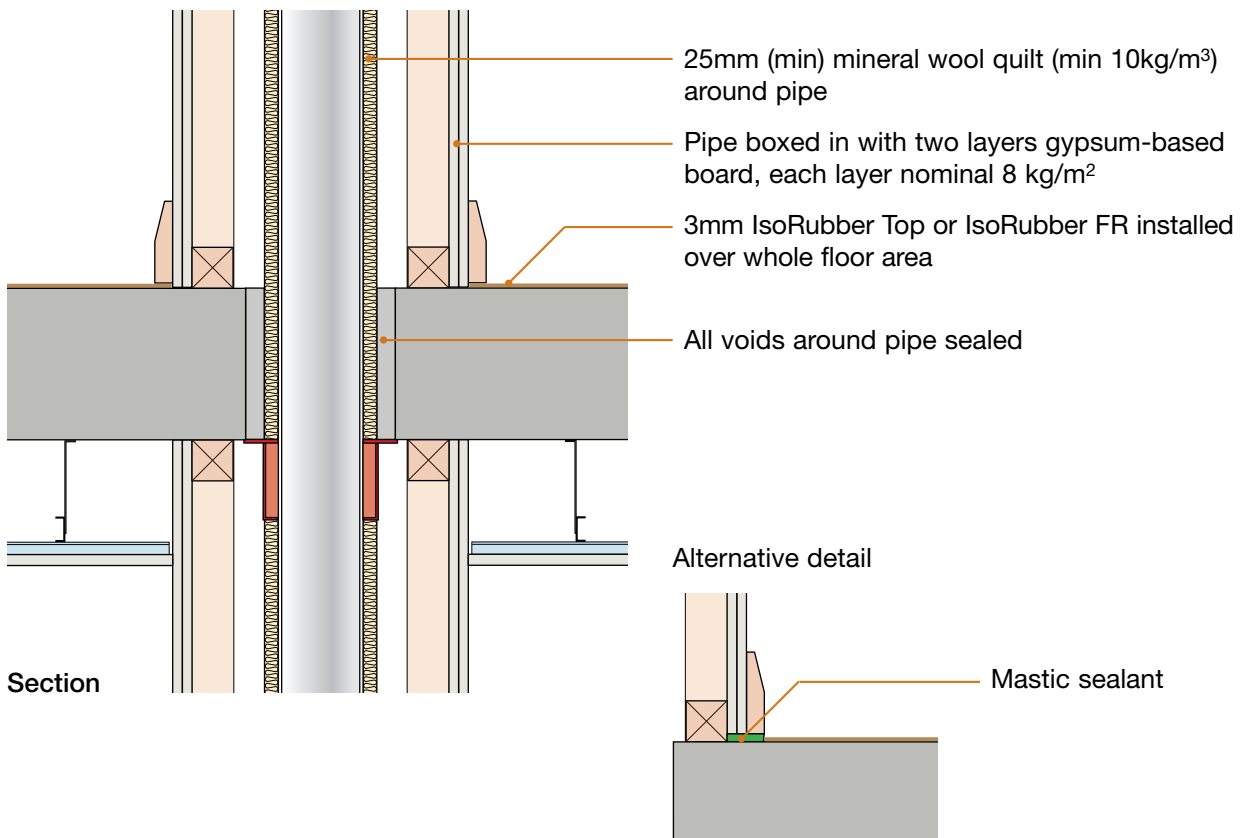 25mm (min) mineral wool quilt (min 10kg/m³)
around pipe
Pipe boxed in with two layers gypsum-based
board, each layer nominal 8 kg/m²
3mm IsoRubber Top or IsoRubber FR installed
over whole floor area
All voids around pipe sealed
Alternative detail
Section
Mastic sealant